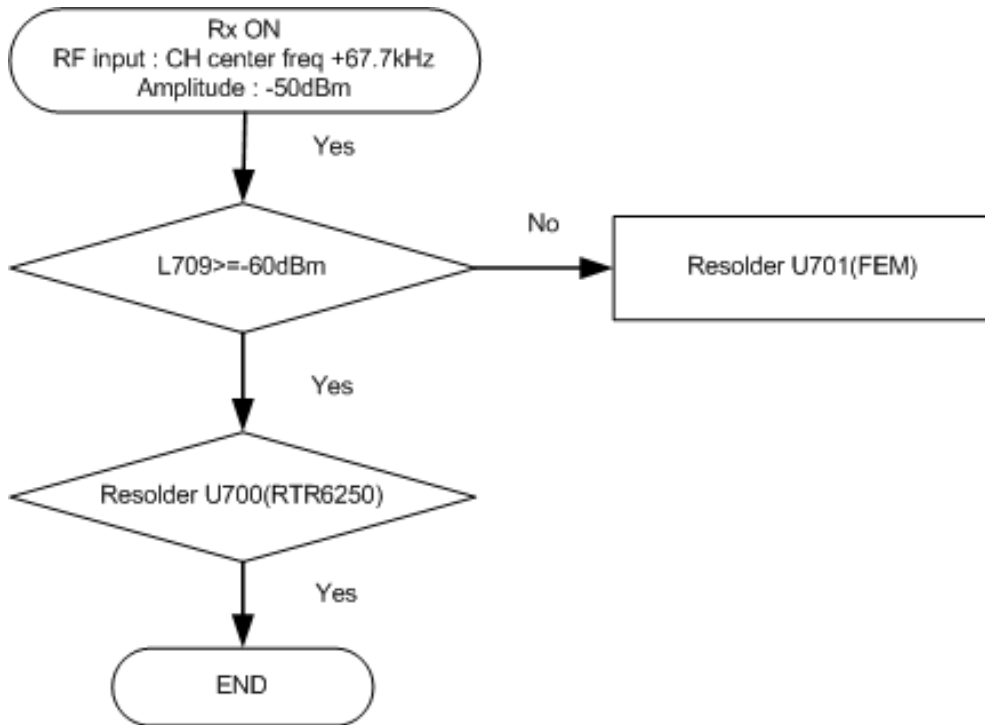 Rx ON
RF input : CH center freq +67.7kHz
Amplitude : -50dBm
Yes
L709>=-60dBm
No
Resolder U701(FEM)
Yes
Resolder U700(RTR6250)
Yes
END